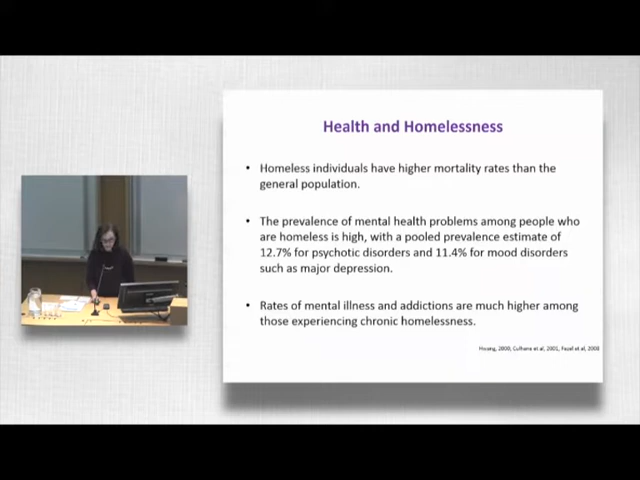 Health and Homelessness
• Homeless individuals have higher mortality rates than the
general population.
• The prevalence of mental health problems among people who
are homeless is high, with a pooled prevalence estimate of
12.7% for psychotic disorders and 11.4% for mood disorders
such as major depression.
• Rates of mental illness and addictions are much higher among
those experiencing chronic homelessness.
Hwang, 2000, Culhane et al, 2001, Fazel et al, 2008